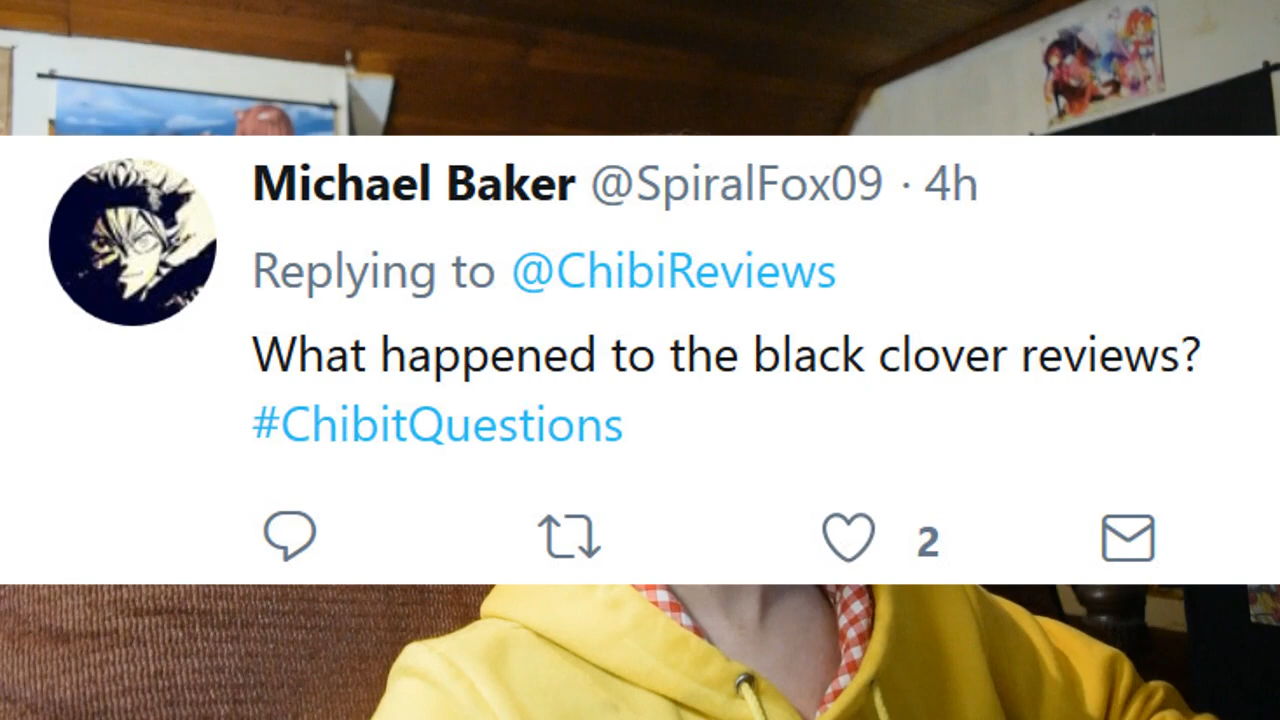 Michael Baker @SpiralFox09 · 4h
Replying to @ChibiReviews
What happened to the black clover reviews?
#ChibitQuestions
2